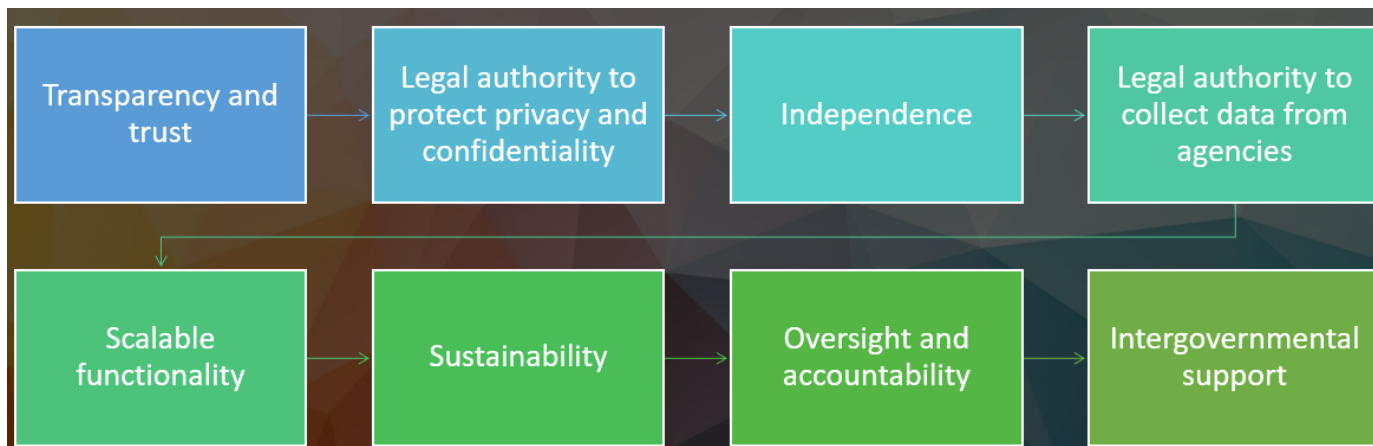 Transparency and
trust
Legal authority to
protect privacy and
confidentiality
Independence
Legal authority to
collect data from
agencies
Scalable
functionality
Sustainability
Oversight and
accountability
Intergovernmental
support